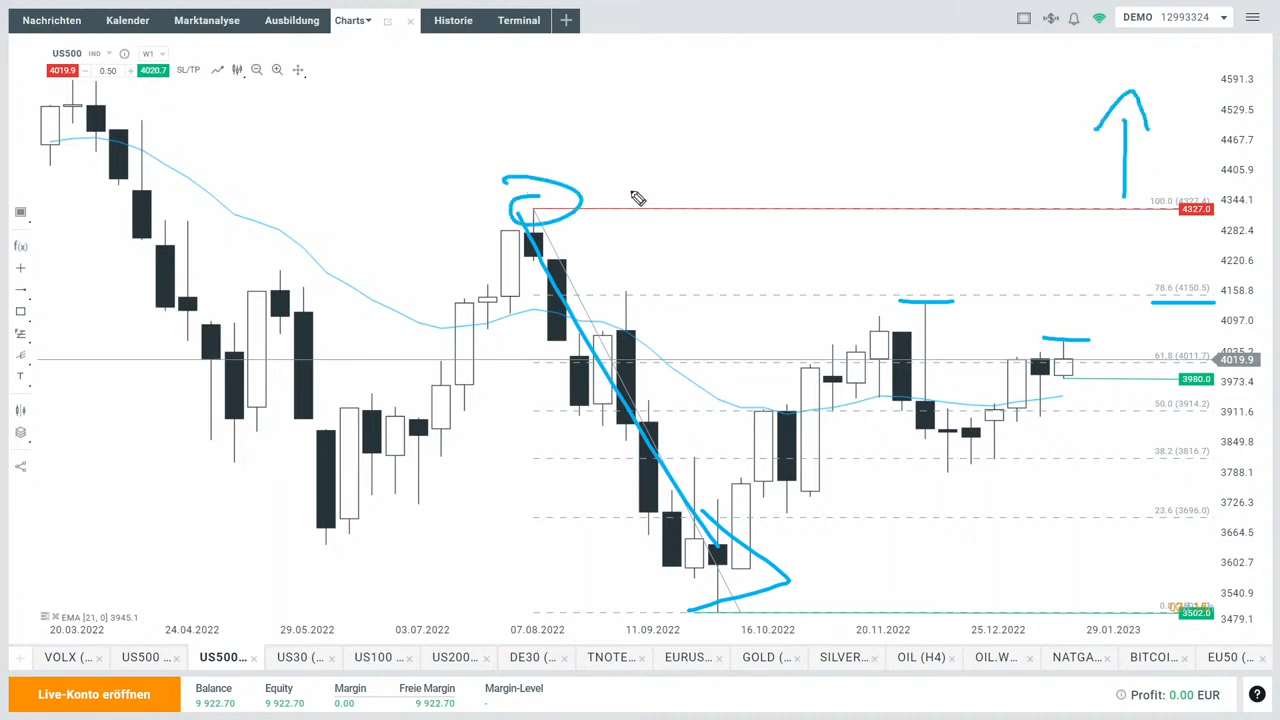 Nachrichten Kalender Marktanalyse Ausbildung Charts Historie Terminal DEMO 12993324
US500 IND W1
4019.9 0.50 4020.7 SL/TP
4591.3
4529.5
4467.7
4405.9
100.0 (4327.4) 4344.1
4327.0
4282.4
4220.6
78.6 (4150.5) 4158.8
4097.0
61.8 (4011.7) 4019.9
3980.0 3973.4
50.0 (3914.2) 3911.6
38.2 (3816.7) 3849.8
3788.1
23.6 (3696.0) 3726.3
3664.5
3602.7
3540.9
3502.0
EMA [21, 0] 3945.1 3479.1
20.03.2022 24.04.2022 29.05.2022 03.07.2022 07.08.2022 11.09.2022 16.10.2022 20.11.2022 25.12.2022 29.01.2023
VOLX (... US500 ... US500... US30 (... US100 ... US200... DE30 (... TNOTE... EURUS... GOLD (... SILVER... OIL (H4) OIL.W... NATGA... BITCOI... EU50 (...
Live-Konto eröffnen Balance Equity Margin Freie Margin Margin-Level Profit: 0.00 EUR
9 922.70 9 922.70 0.00 9 922.70 -